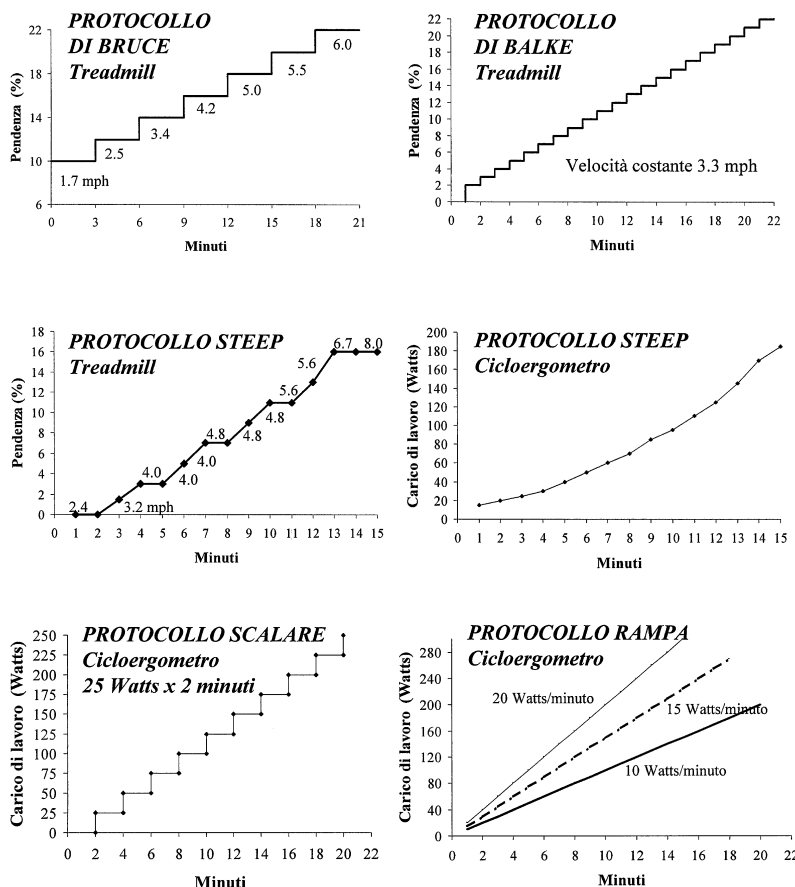 PROTOCOLLO
DI BRUCE
Treadmill
Pendenza (%)
22
18
14
10
6
1.7 mph
2.5
3.4
4.2
5.0
5.5
6.0
0 3 6 9 12 15 18 21
Minuti
PROTOCOLLO
DI BALKE
Treadmill
Pendenza (%)
22
20
18
16
14
12
10
8
6
4
2
0
Velocità costante 3.3 mph
0 2 4 6 8 10 12 14 16 18 20 22
Minuti
PROTOCOLLO STEEP
Treadmill
Pendenza (%)
18
16
14
12
10
8
6
4
2
0
2.4
3.2 mph
4.0
4.0
4.0
4.8
4.8
4.8
5.6
5.6
6.7
8.0
0 1 2 3 4 5 6 7 8 9 10 11 12 13 14 15
Minuti
PROTOCOLLO STEEP
Cicloergometro
Carico di lavoro (Watts)
200
180
160
140
120
100
80
60
40
20
0
0 1 2 3 4 5 6 7 8 9 10 11 12 13 14 15
Minuti
PROTOCOLLO SCALARE
Cicloergometro
25 Watts x 2 minuti
Carico di lavoro (Watts)
250
225
200
175
150
125
100
75
50
25
0
0 2 4 6 8 10 12 14 16 18 20 22
Minuti
PROTOCOLLO RAMPA
Cicloergometro
Carico di lavoro (Watts)
280
240
200
160
120
80
40
0
20 Watts/minuto
15 Watts/minuto
10 Watts/minuto
0 2 4 6 8 10 12 14 16 18 20 22
Minuti